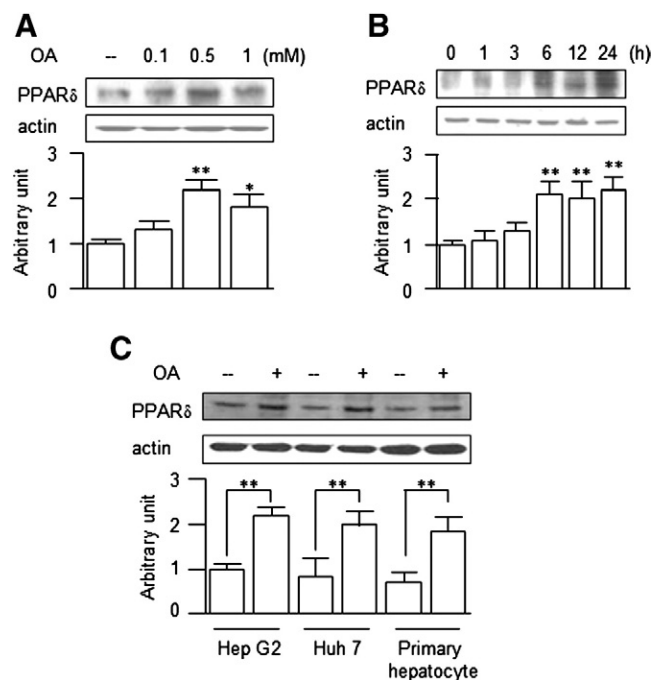 A
OA -- 0.1 0.5 1 (mM)
PPARδ
actin
Arbitrary unit
3
2
1
0
** *
B
0 1 3 6 12 24 (h)
PPARδ
actin
Arbitrary unit
3
2
1
0
** ** **
C
OA -- + -- + -- +
PPARδ
actin
Arbitrary unit
3
2
1
0
** ** **
Hep G2 Huh 7 Primary
hepatocyte